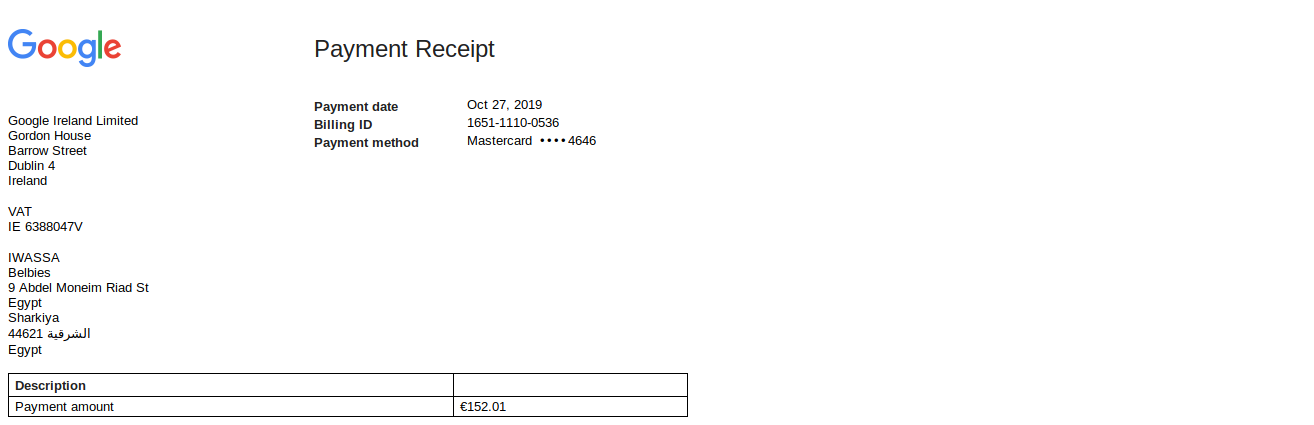 Google
Payment Receipt
Payment date Oct 27, 2019
Billing ID 1651-1110-0536
Payment method Mastercard ••••4646
Google Ireland Limited
Gordon House
Barrow Street
Dublin 4
Ireland
VAT
IE 6388047V
IWASSA
Belbies
9 Abdel Moneim Riad St
Egypt
Sharkiya
44621 الشرقية
Egypt
Description
Payment amount €152.01